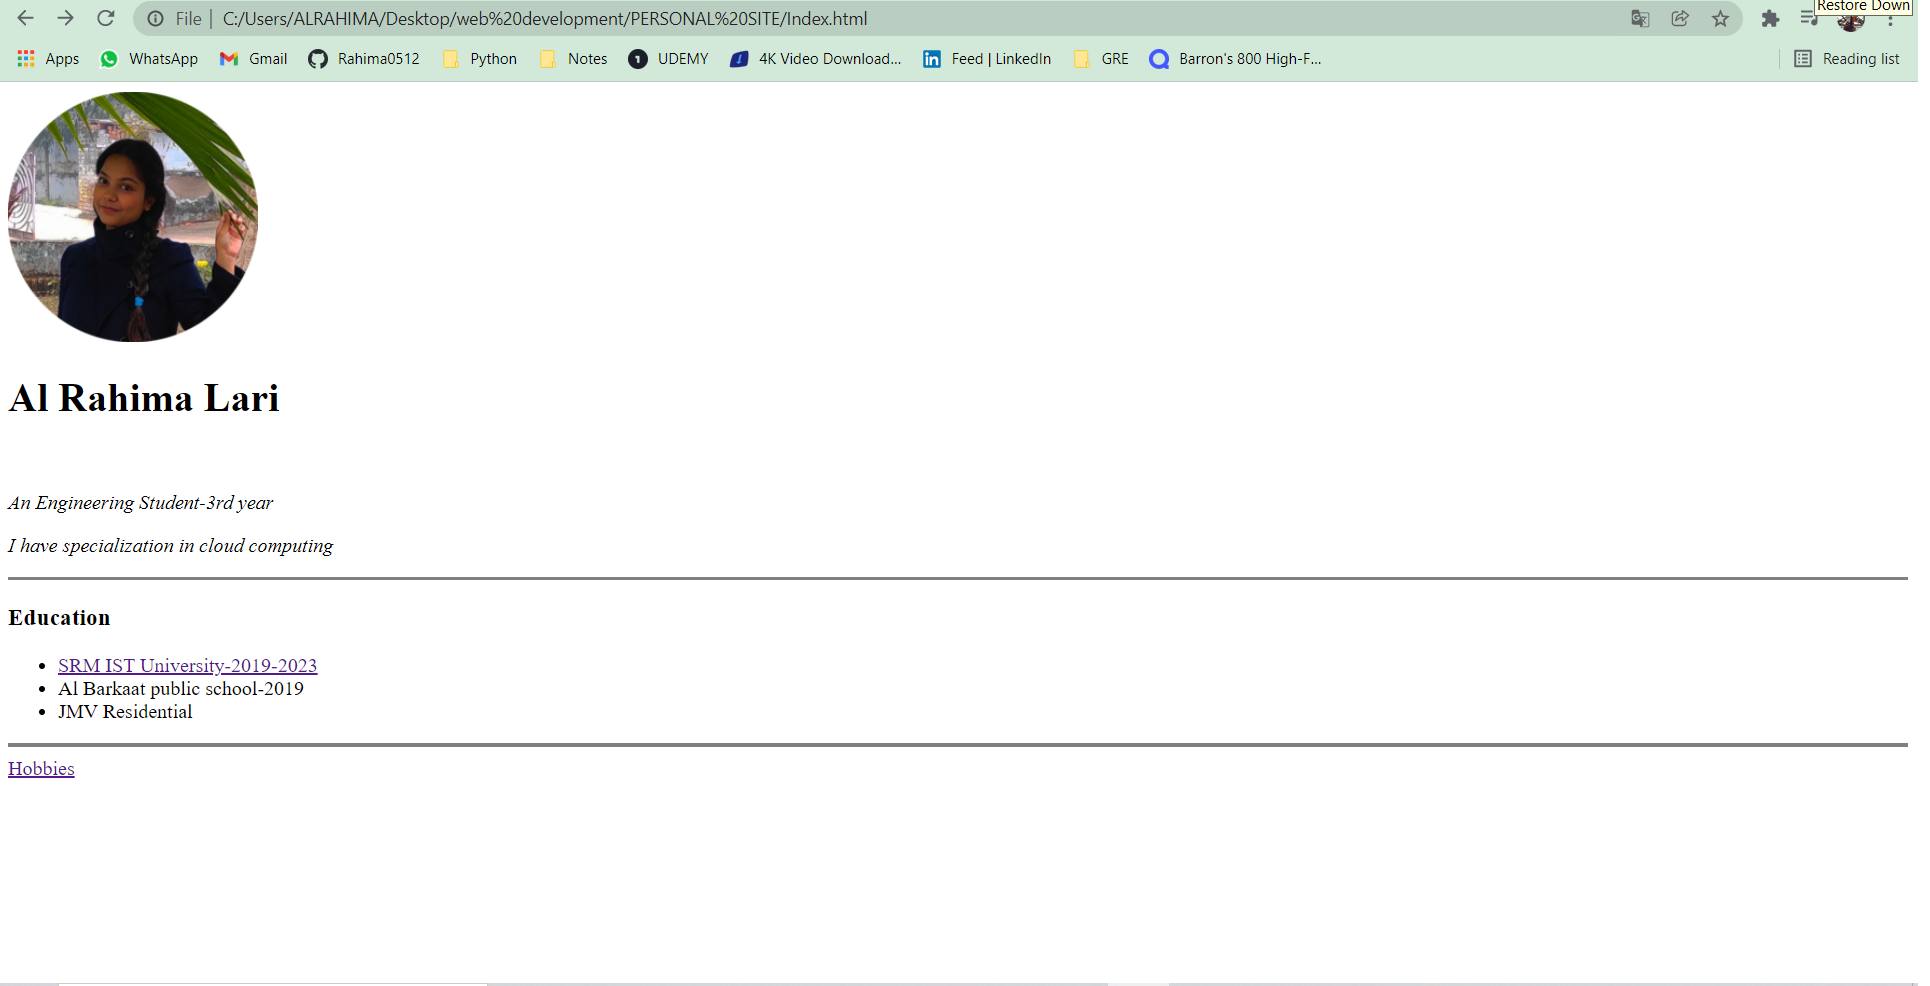 Restore Down
File | C:/Users/ALRAHIMA/Desktop/web%20development/PERSONAL%20SITE/Index.html
Apps WhatsApp Gmail Rahima0512 Python Notes UDEMY 4K Video Download... Feed | LinkedIn GRE Barron's 800 High-F... Reading list
Al Rahima Lari
An Engineering Student-3rd year
I have specialization in cloud computing
Education
SRM IST University-2019-2023
Al Barkaat public school-2019
JMV Residential
Hobbies